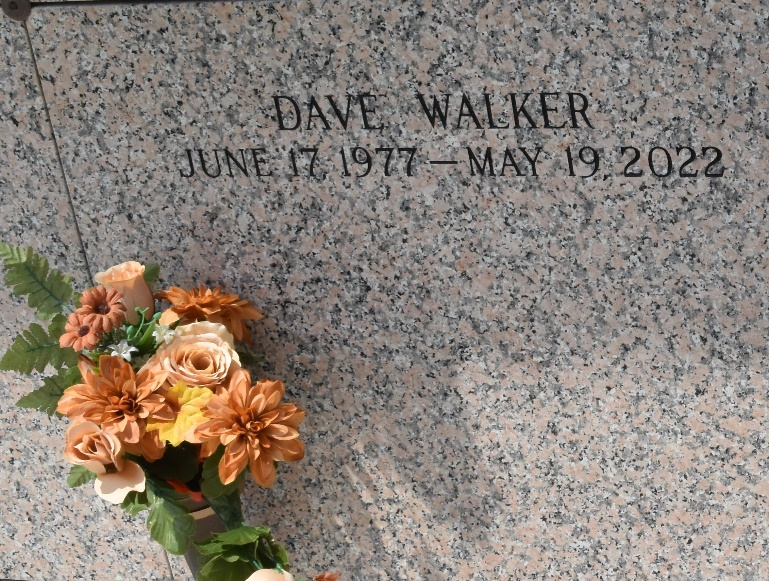 DAVE WALKER
JUNE 17, 1977 — MAY 19, 2022